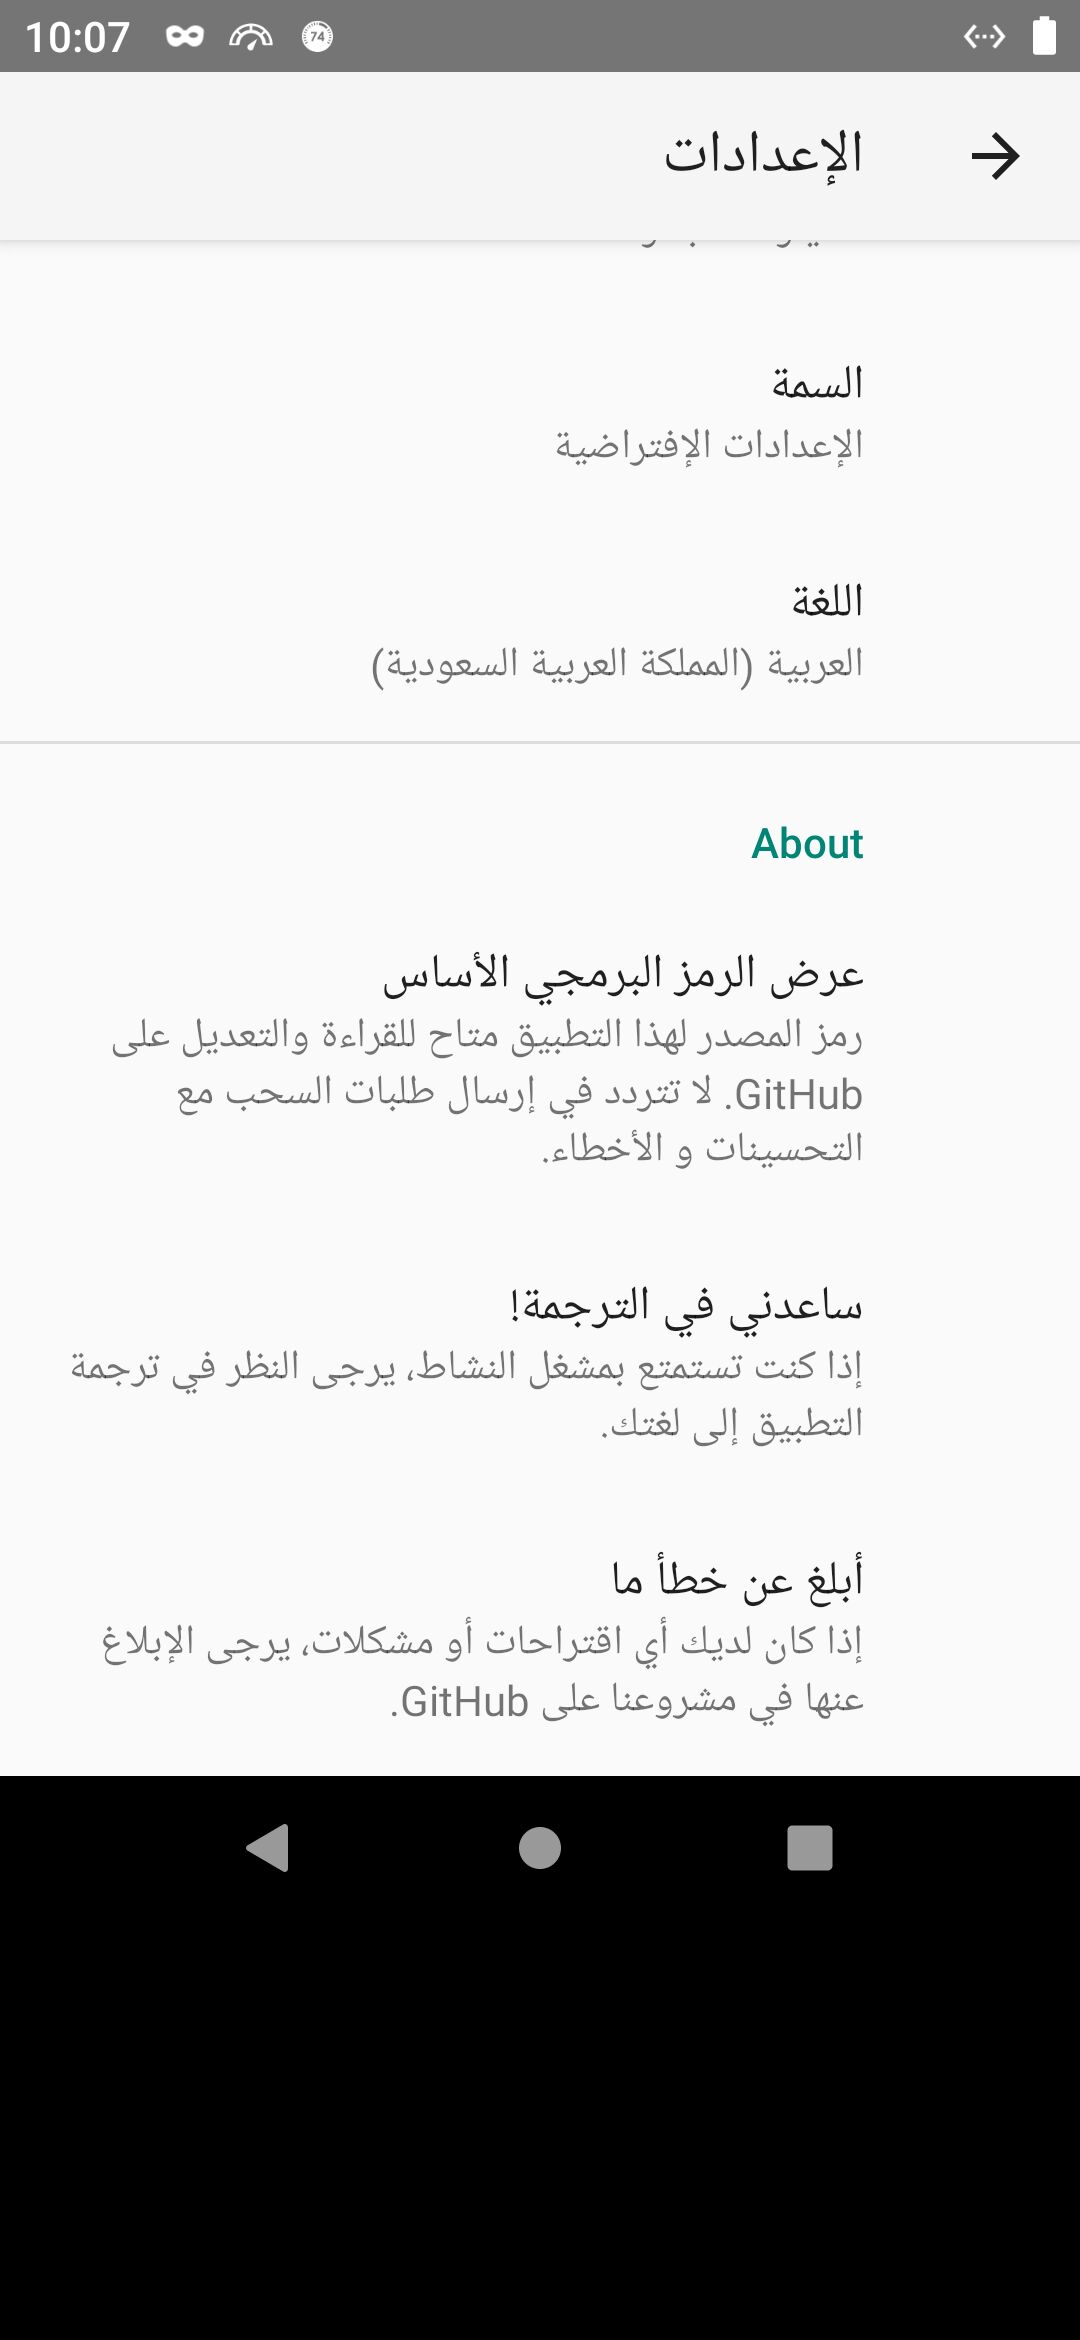 10:07
74
الإعدادات
السمة
الإعدادات الإفتراضية
اللغة
العربية (المملكة العربية السعودية)
About
عرض الرمز البرمجي الأساس
رمز المصدر لهذا التطبيق متاح للقراءة والتعديل على
GitHub. لا تتردد في إرسال طلبات السحب مع
التحسينات و الأخطاء.
ساعدني في الترجمة!
إذا كنت تستمتع بمشغل النشاط، يرجى النظر في ترجمة
التطبيق إلى لغتك.
أبلغ عن خطأ ما
إذا كان لديك أي اقتراحات أو مشكلات، يرجى الإبلاغ
عنها في مشروعنا على GitHub.